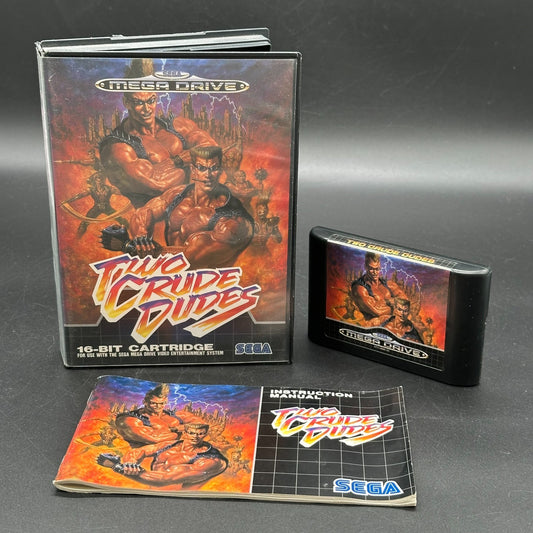 SEGA
MEGA DRIVE
TWO
CRUDE
DUDES
16-BIT CARTRIDGE
FOR USE WITH THE SEGA MEGA DRIVE VIDEO ENTERTAINMENT SYSTEM
SEGA
TWO CRUDE DUDES
MEGA DRIVE
INSTRUCTION
MANUAL
TWO
CRUDE
DUDES
SEGA